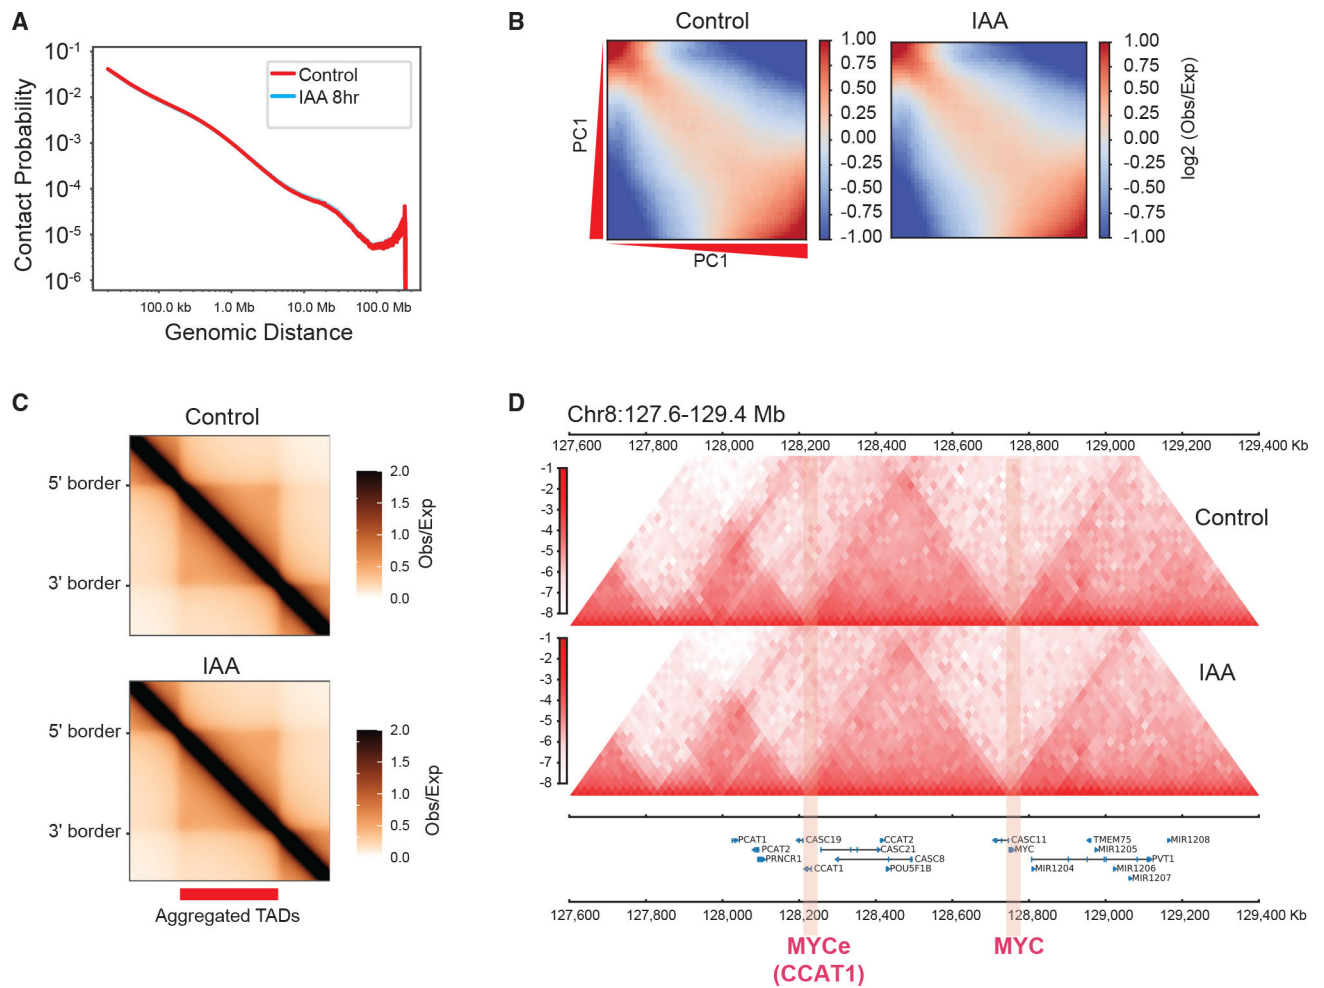 A
10-1
10-2
10-3
10-4
10-5
10-6
Contact Probability
Control
IAA 8hr
100.0 kb 1.0 Mb 10.0 Mb 100.0 Mb
Genomic Distance
B
Control
IAA
PC1
PC1
1.00
0.75
0.50
0.25
0.00
-0.25
-0.50
-0.75
-1.00
1.00
0.75
0.50
0.25
0.00
-0.25
-0.50
-0.75
-1.00
log2 (Obs/Exp)
C
Control
5' border
3' border
2.0
1.5
1.0
0.5
0.0
Obs/Exp
IAA
5' border
3' border
2.0
1.5
1.0
0.5
0.0
Obs/Exp
Aggregated TADs
D
Chr8:127.6-129.4 Mb
127,600 127,800 128,000 128,200 128,400 128,600 128,800 129,000 129,200 129,400 Kb
-1
-2
-3
-4
-5
-6
-7
-8
Control
-1
-2
-3
-4
-5
-6
-7
-8
IAA
PCAT1 CASC19 CCAT2 CASC11 TMEM75 MIR1208
PCAT2 CASC21 MYC MIR1205
PRNCR1 CASC8 PVT1
CCAT1 POU5F1B MIR1204 MIR1206
MIR1207
127,600 127,800 128,000 128,200 128,400 128,600 128,800 129,000 129,200 129,400 Kb
MYCe MYC
(CCAT1)